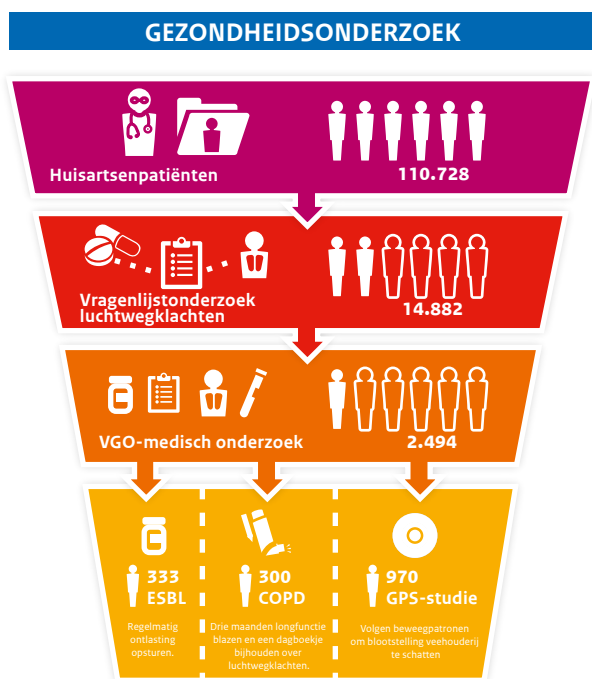 GEZONDHEIDSONDERZOEK
Huisartsenpatiënten
110.728
Vragenlijstonderzoek
luchtwegklachten
14.882
VGO-medisch onderzoek
2.494
333
ESBL
Regelmatig
ontlasting
opsturen.
300
COPD
Drie maanden longfunctie
blazen en een dagboekje
bijhouden over
luchtwegklachten.
970
GPS-studie
Volgen beweegpatronen
om blootstelling veehouderij
te schatten